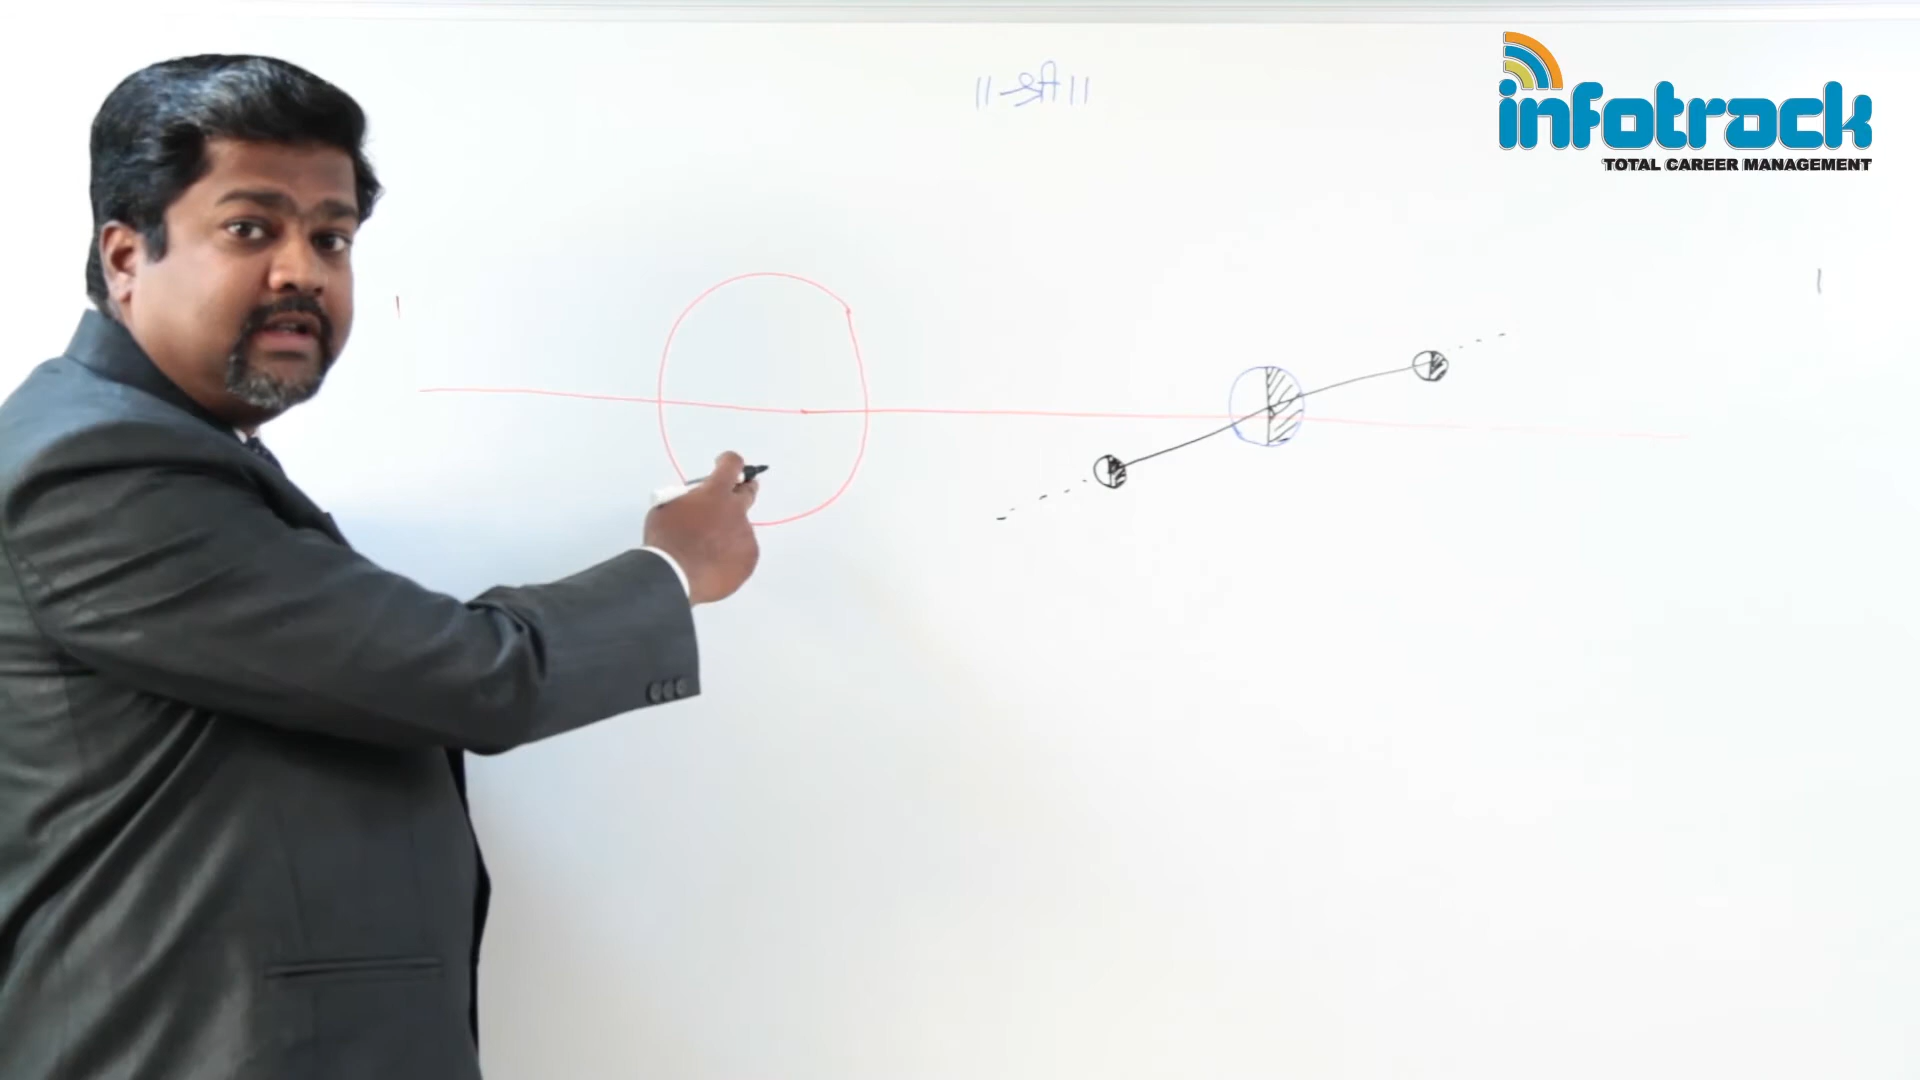 ॥ श्री ॥
infotrack
TOTAL CAREER MANAGEMENT